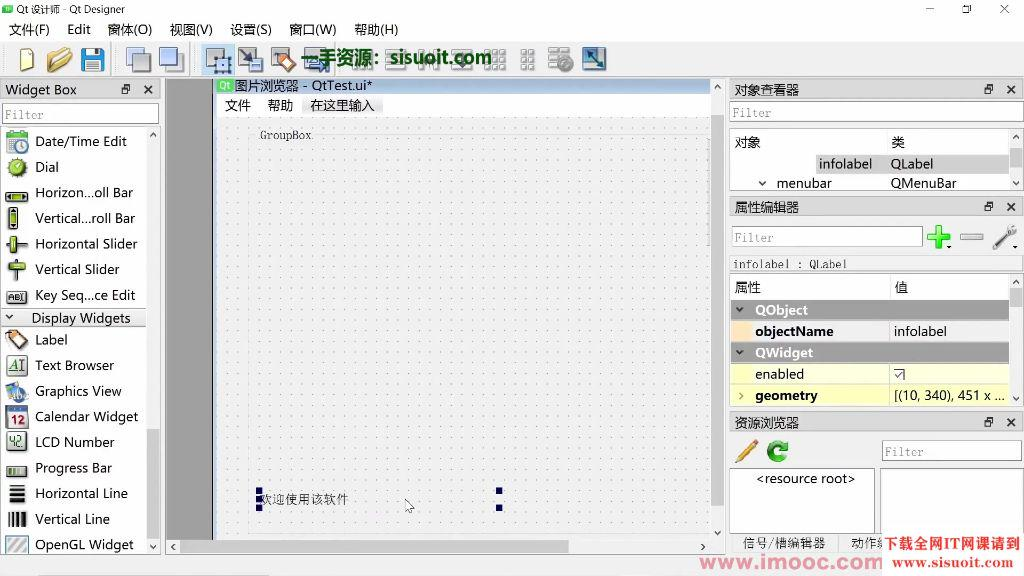 Qt 设计师 - Qt Designer
文件(F) Edit 窗体(O) 视图(V) 设置(S) 窗口(W) 帮助(H)
一手资源：sisuoit.com
Widget Box
Filter
Date/Time Edit
Dial
Horizon...oll Bar
Vertical...roll Bar
Horizontal Slider
Vertical Slider
Key Seq...ce Edit
Display Widgets
Label
Text Browser
Graphics View
Calendar Widget
LCD Number
Progress Bar
Horizontal Line
Vertical Line
OpenGL Widget
图片浏览器 - QtTest.ui*
文件 帮助 在这里输入
GroupBox
欢迎使用该软件
对象查看器
Filter
对象 类
infolabel QLabel
menubar QMenuBar
属性编辑器
Filter
infolabel : QLabel
属性 值
QObject
objectName infolabel
QWidget
enabled
geometry [(10, 340), 451 x ...
资源浏览器
Filter
<resource root>
信号/槽编辑器 动作
www.imooc.com
下载全网IT网课请到
www.sisuoit.com